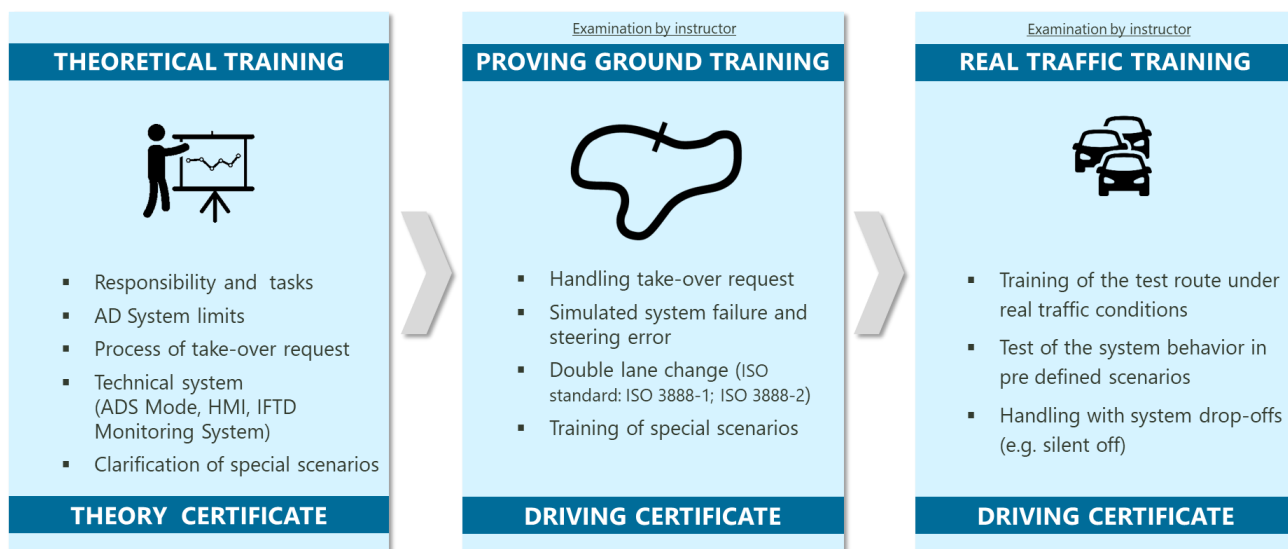 THEORETICAL TRAINING
▪ Responsibility and tasks
▪ AD System limits
▪ Process of take-over request
▪ Technical system
(ADS Mode, HMI, IFTD
Monitoring System)
▪ Clarification of special scenarios
THEORY CERTIFICATE
Examination by instructor
PROVING GROUND TRAINING
▪ Handling take-over request
▪ Simulated system failure and
steering error
▪ Double lane change (ISO
standard: ISO 3888-1; ISO 3888-2)
▪ Training of special scenarios
DRIVING CERTIFICATE
Examination by instructor
REAL TRAFFIC TRAINING
▪ Training of the test route under
real traffic conditions
▪ Test of the system behavior in
pre defined scenarios
▪ Handling with system drop-offs
(e.g. silent off)
DRIVING CERTIFICATE